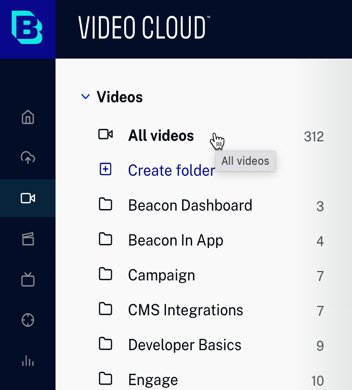 VIDEO CLOUD™
Videos
All videos 312
All videos
Create folder
Beacon Dashboard 3
Beacon In App 4
Campaign 7
CMS Integrations 7
Developer Basics 9
Engage 10